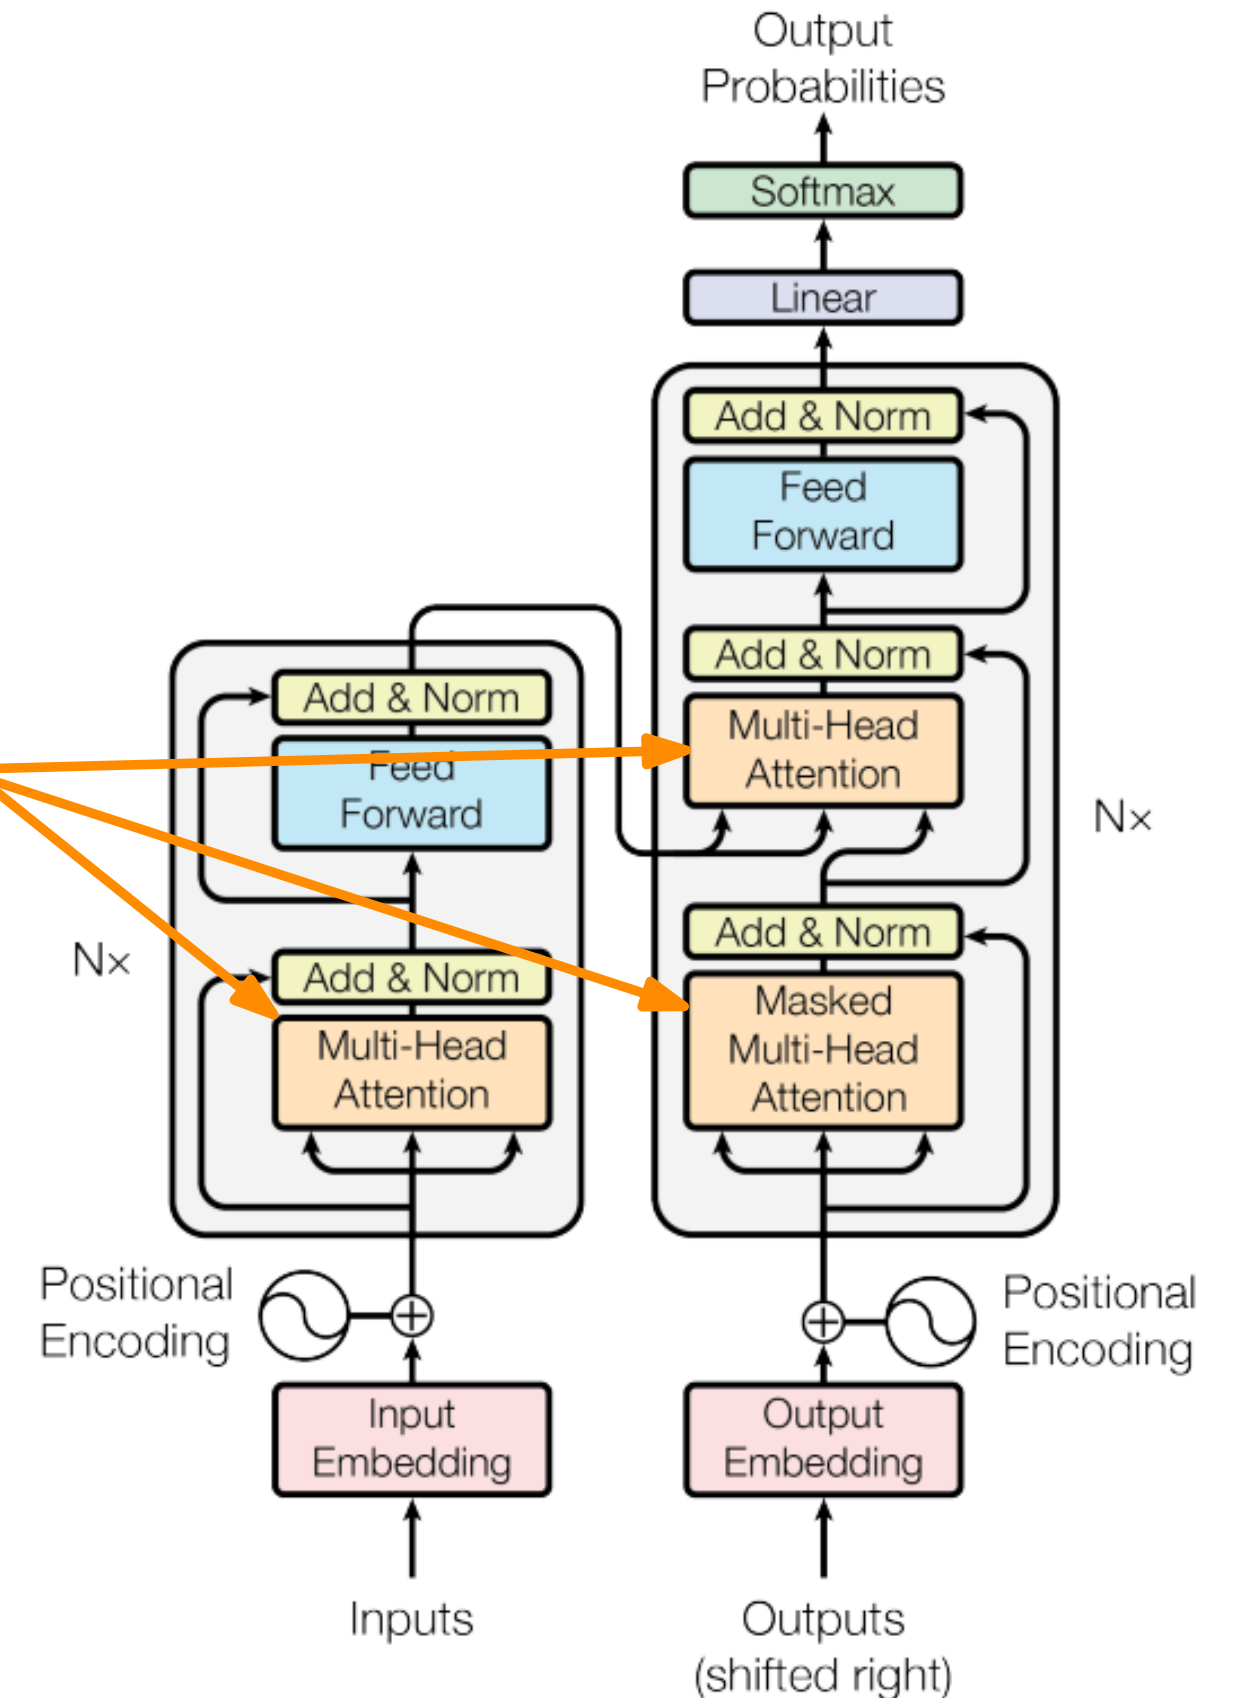 Output
Probabilities
Softmax
Linear
Add & Norm
Feed
Forward
Add & Norm
Multi-Head
Attention
Nx
Add & Norm
Masked
Multi-Head
Attention
Add & Norm
Feed
Forward
Nx
Add & Norm
Multi-Head
Attention
Positional
Encoding
Positional
Encoding
Input
Embedding
Output
Embedding
Inputs
Outputs
(shifted right)